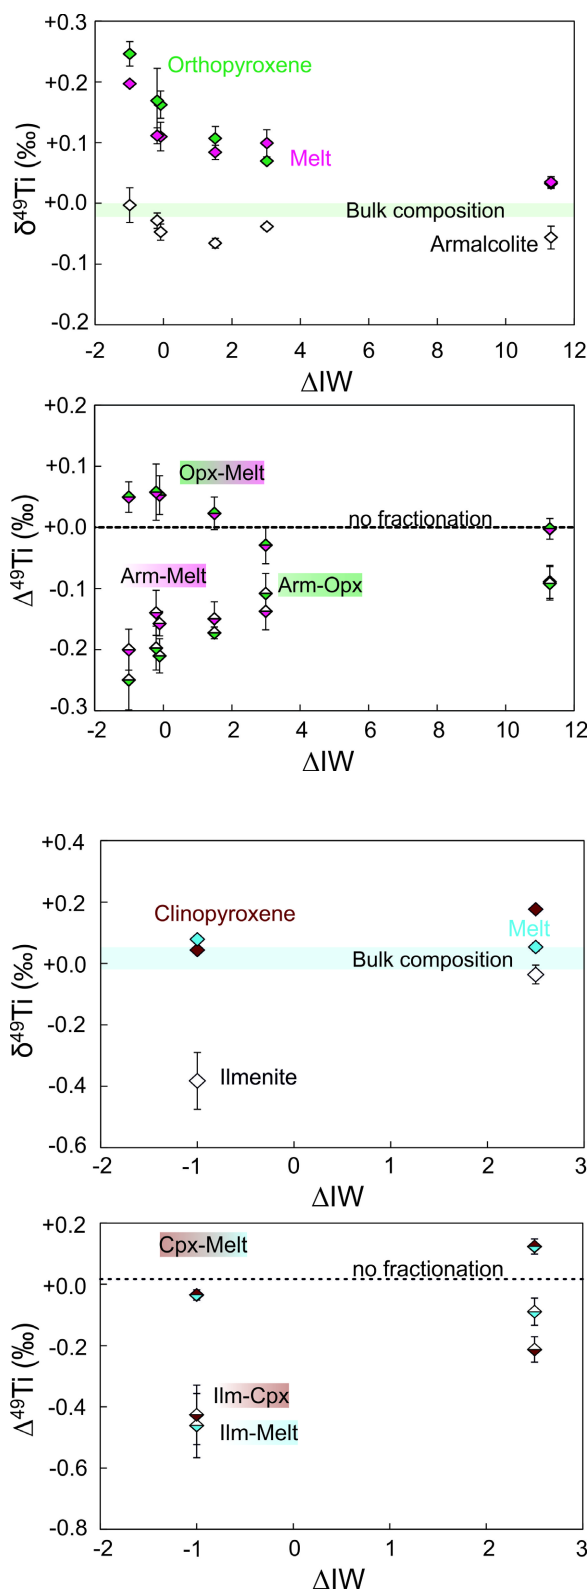 +0.3
+0.2
+0.1
+0.0
-0.1
-0.2
δ⁴⁹Ti (‰)
Orthopyroxene
Melt
Bulk composition
Armalcolite
-2 0 2 4 6 8 10 12
ΔIW
+0.2
+0.1
+0.0
-0.1
-0.2
-0.3
Δ⁴⁹Ti (‰)
Opx-Melt
no fractionation
Arm-Melt
Arm-Opx
-2 0 2 4 6 8 10 12
ΔIW
+0.4
+0.2
+0.0
-0.2
-0.4
-0.6
δ⁴⁹Ti (‰)
Clinopyroxene
Melt
Bulk composition
Ilmenite
-2 -1 0 1 2 3
ΔIW
+0.2
+0.0
-0.2
-0.4
-0.6
-0.8
Δ⁴⁹Ti (‰)
Cpx-Melt
no fractionation
Ilm-Cpx
Ilm-Melt
-2 -1 0 1 2 3
ΔIW